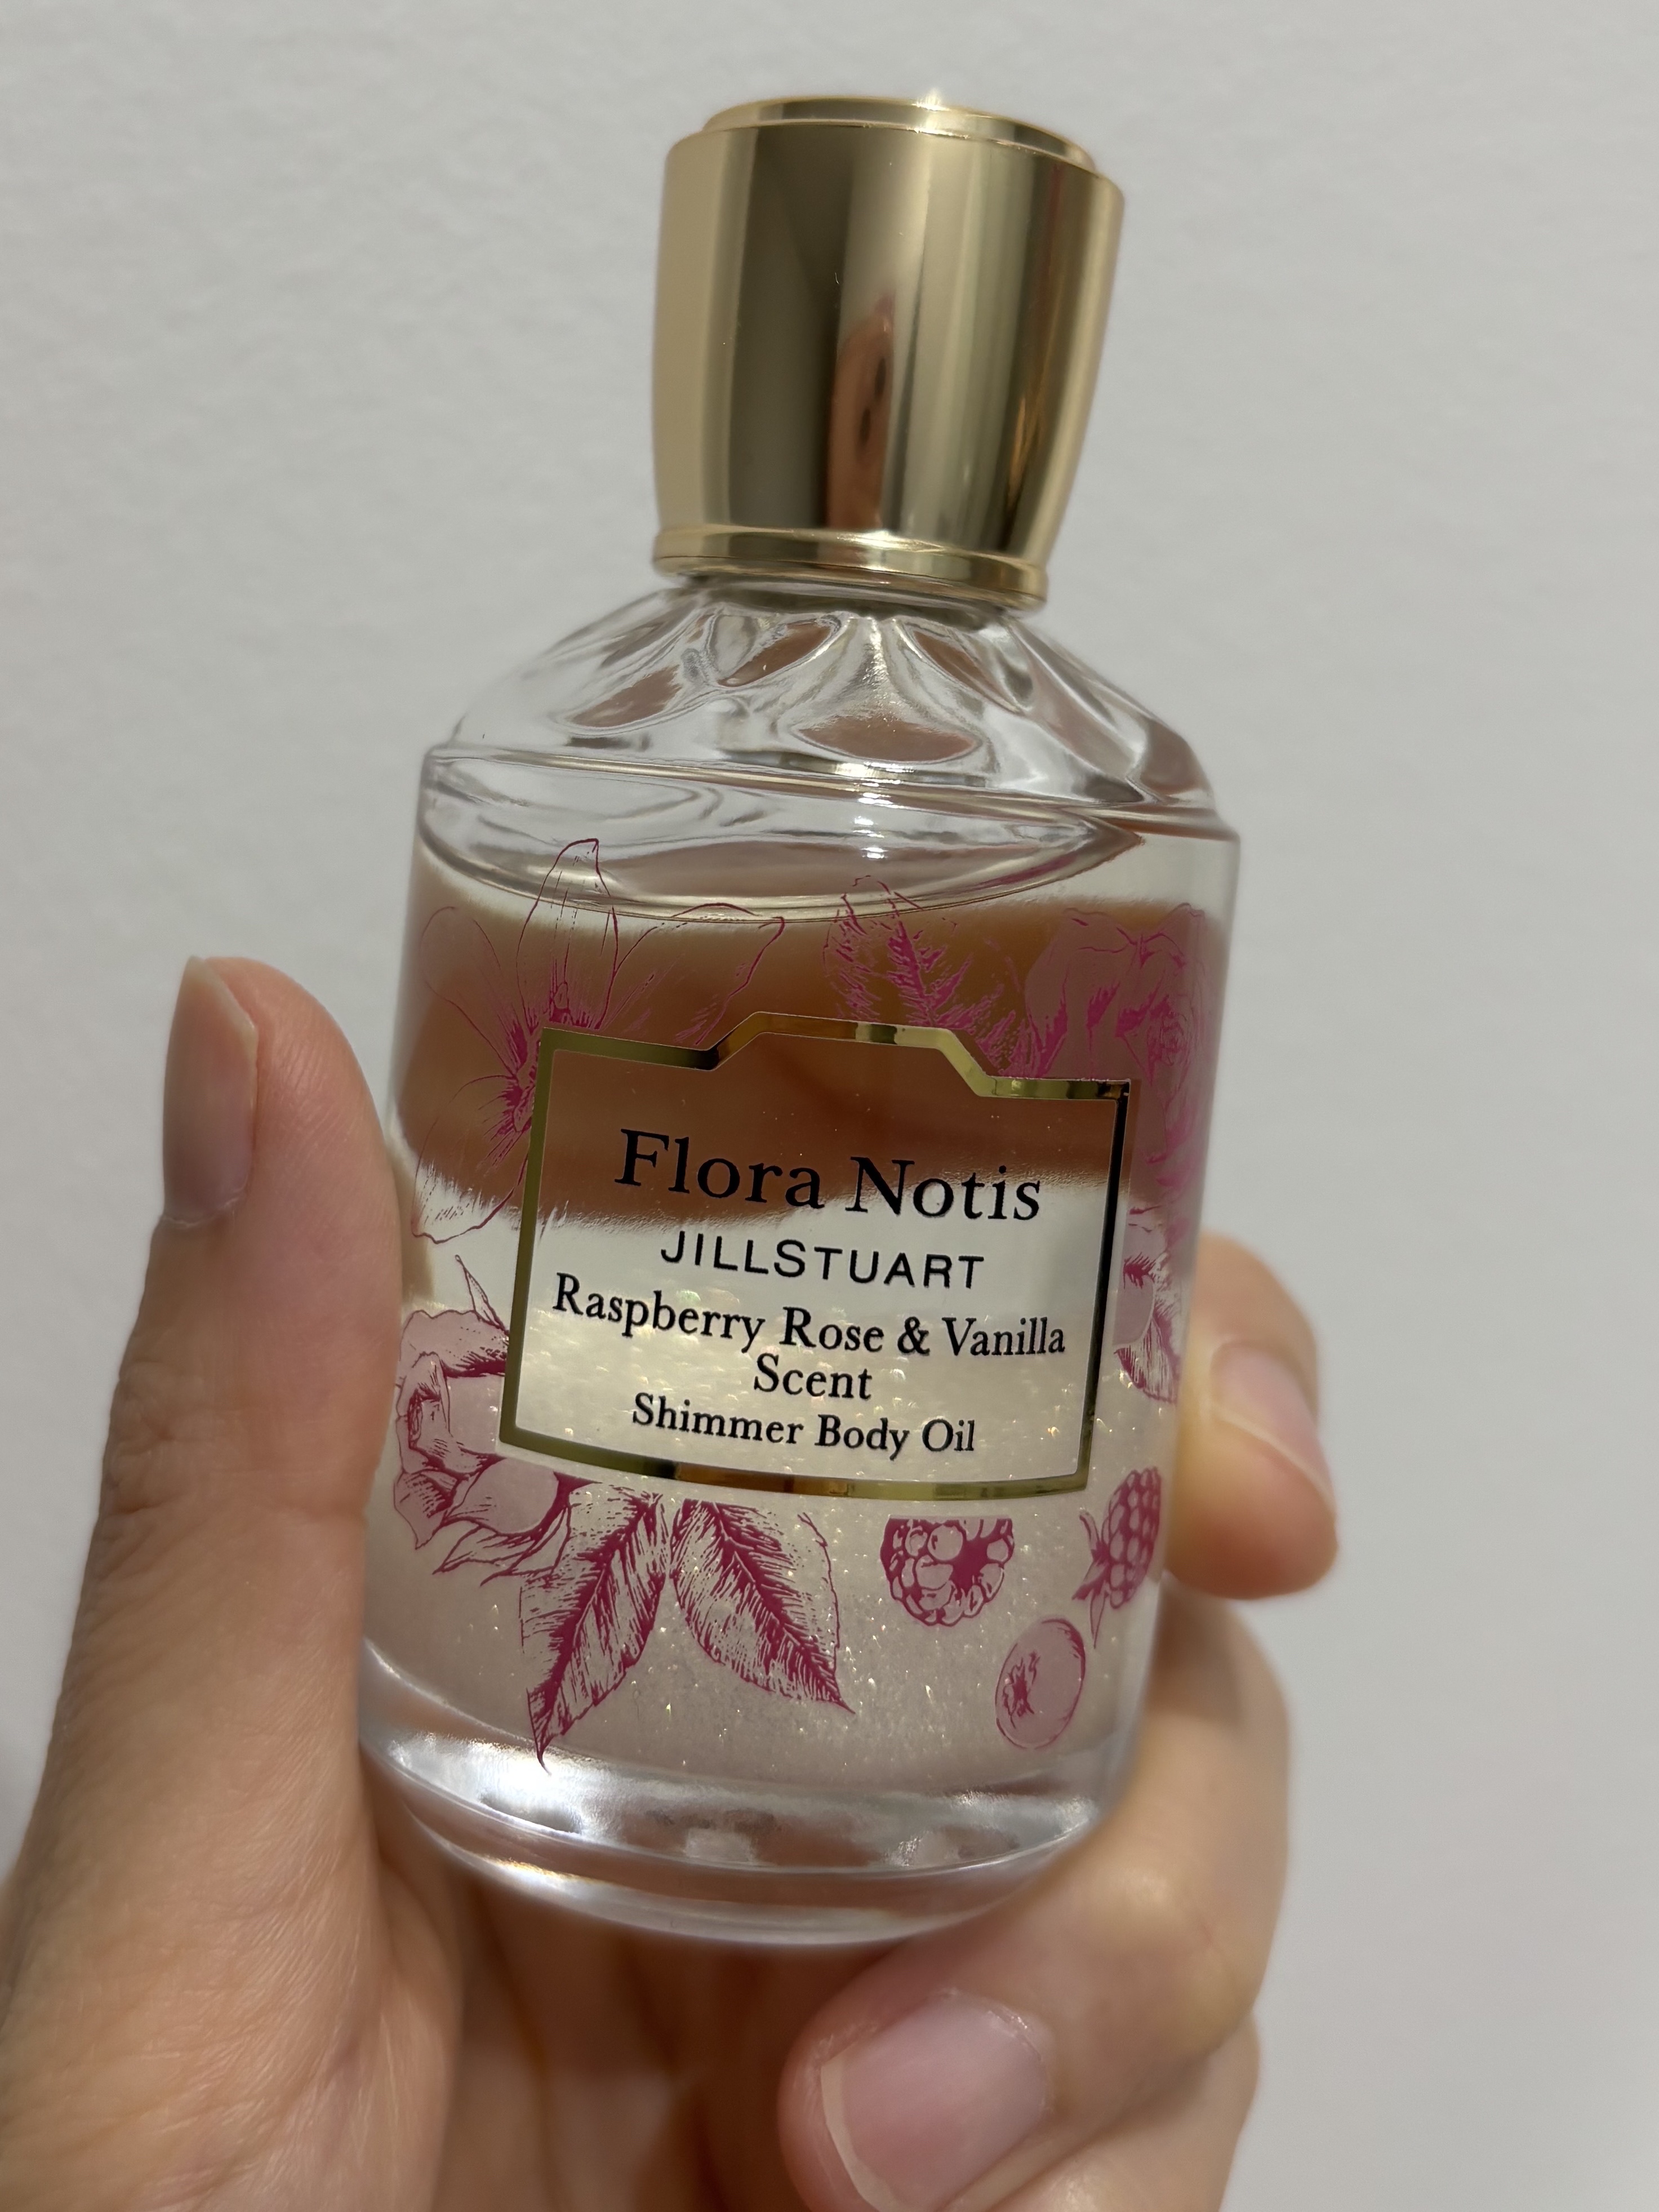 Flora Notis
JILLSTUART
Raspberry Rose & Vanilla
Scent
Shimmer Body Oil